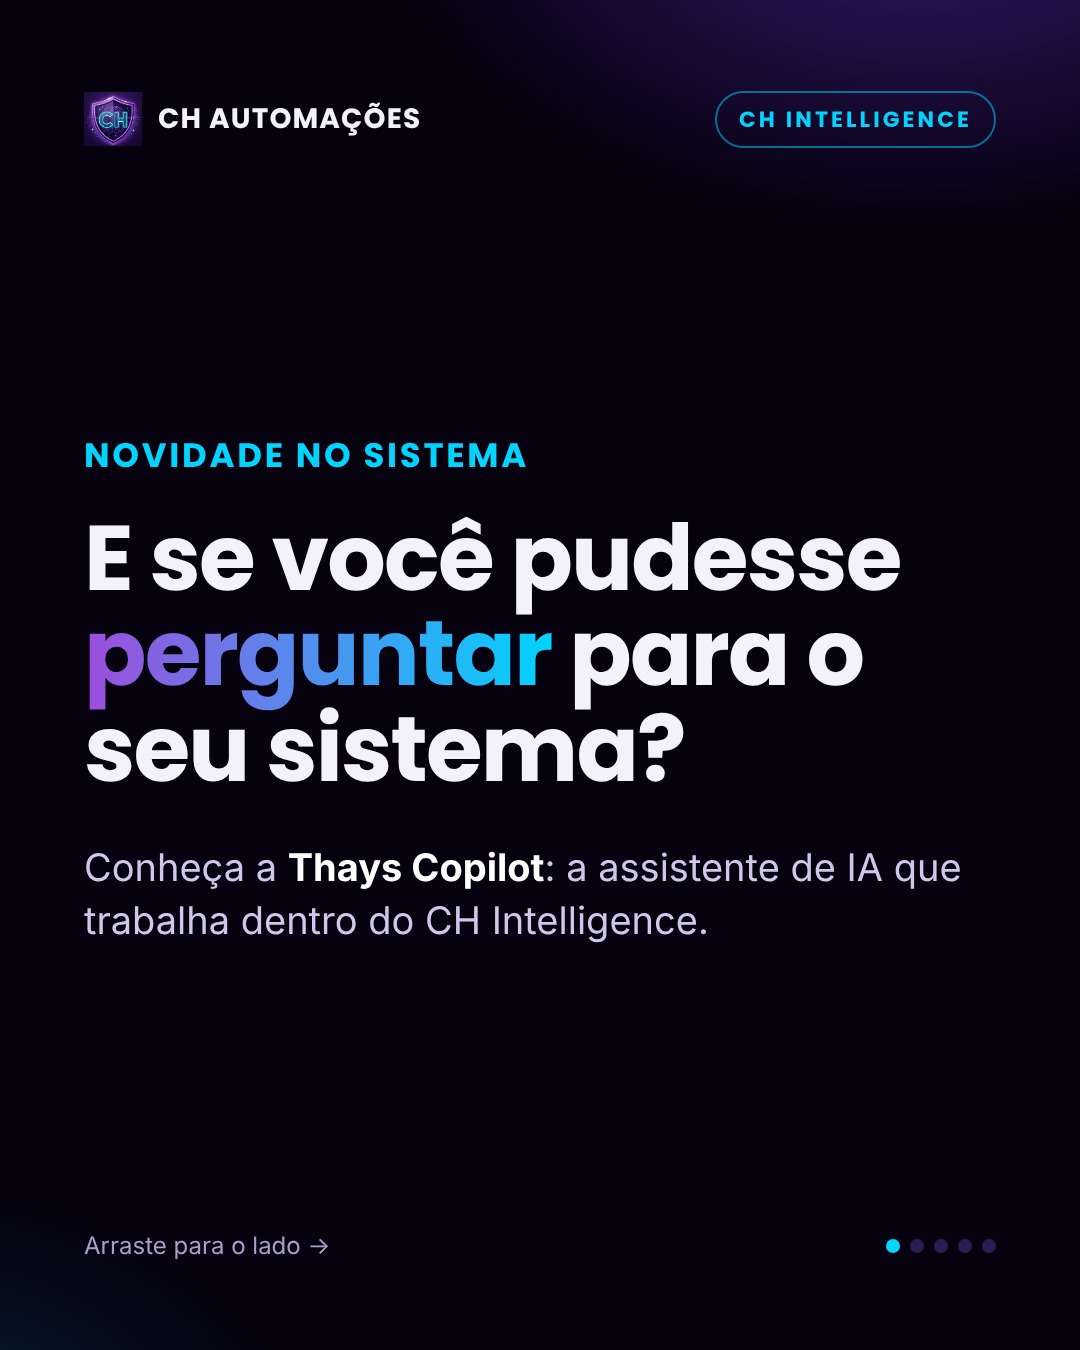 CH
CH AUTOMAÇÕES
CH INTELLIGENCE
NOVIDADE NO SISTEMA
E se você pudesse
perguntar para o
seu sistema?
Conheça a Thays Copilot: a assistente de IA que
trabalha dentro do CH Intelligence.
Arraste para o lado →